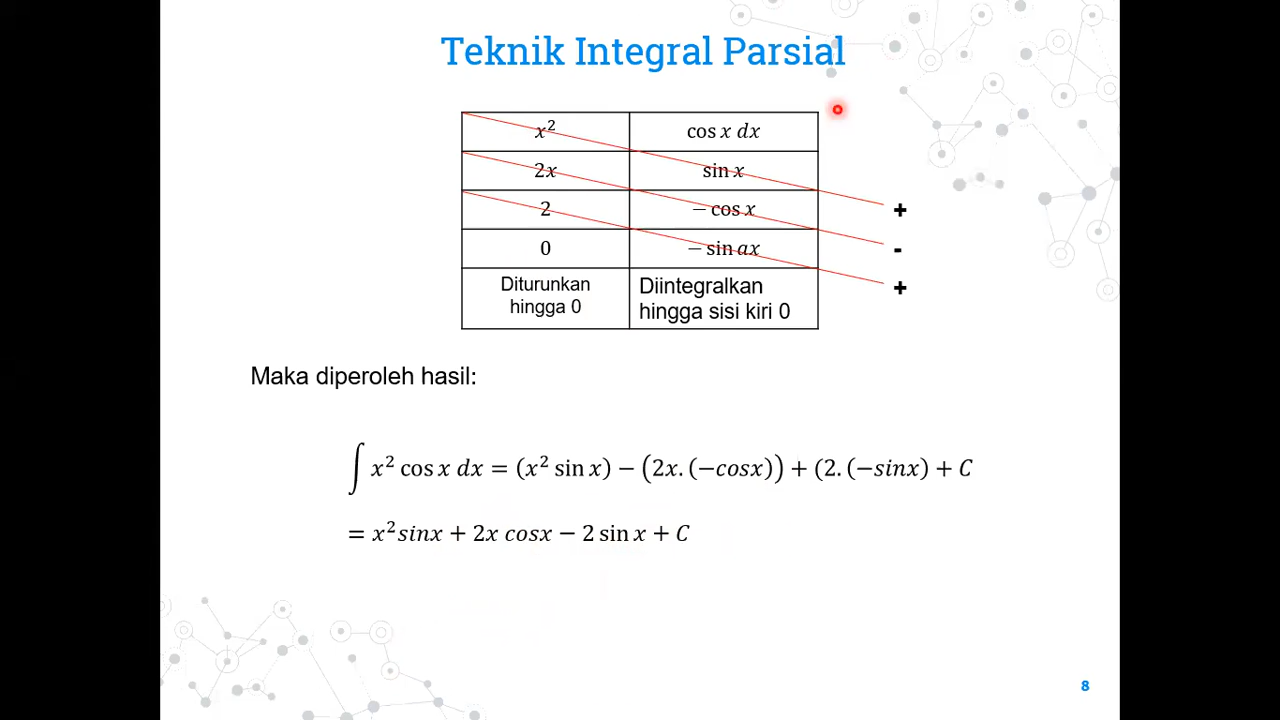 Teknik Integral Parsial
x² cos x dx
2x sin x
2 − cos x
0 − sin ax
Diturunkan
hingga 0
Diintegralkan
hingga sisi kiri 0
+
-
+
Maka diperoleh hasil:
∫ x² cos x dx = (x² sin x) − (2x. (−cosx)) + (2. (−sinx) + C
= x²sinx + 2x cosx − 2 sin x + C
8